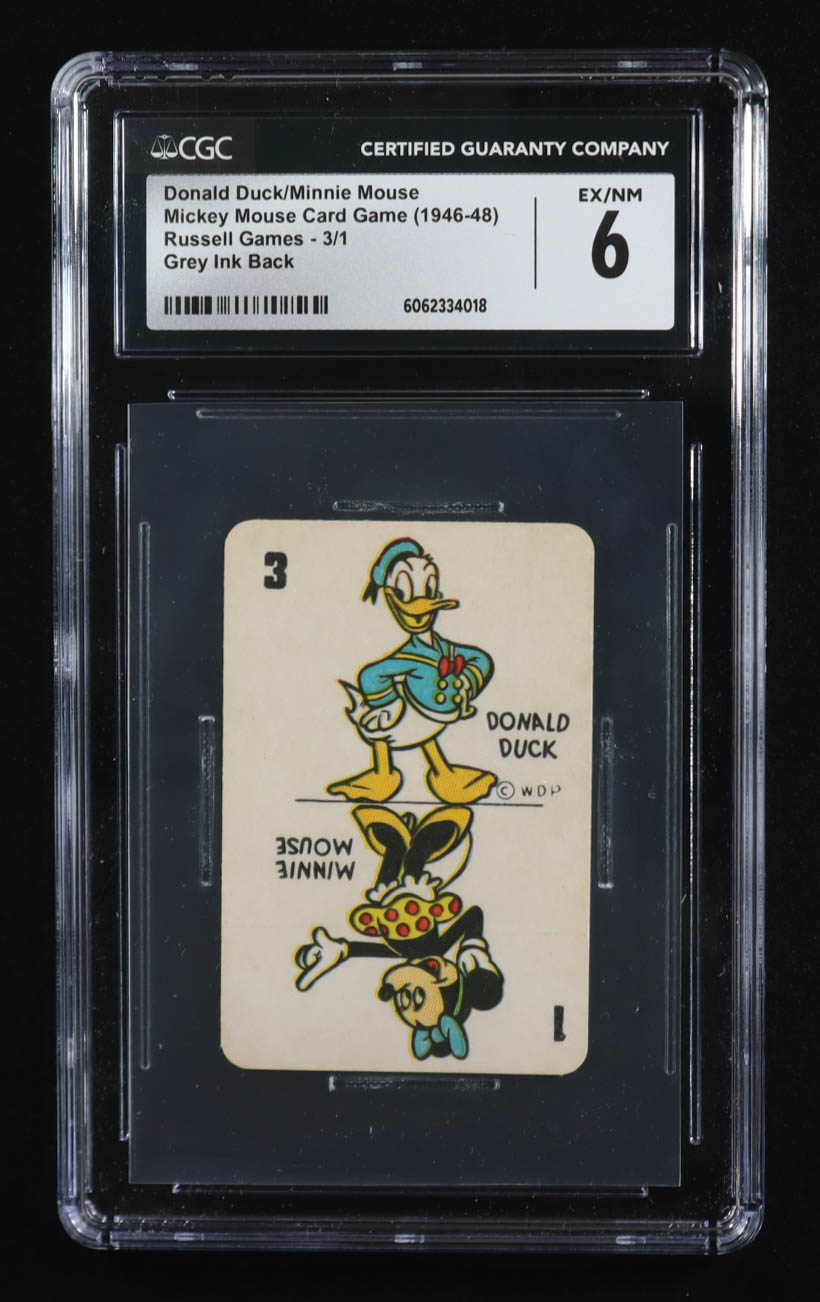 CGC CERTIFIED GUARANTY COMPANY
Donald Duck/Minnie Mouse
Mickey Mouse Card Game (1946-48)
Russell Games - 3/1
Grey Ink Back
EX/NM
6
6062334018
3
DONALD
DUCK
© WDP
MINNIE
MOUSE
1